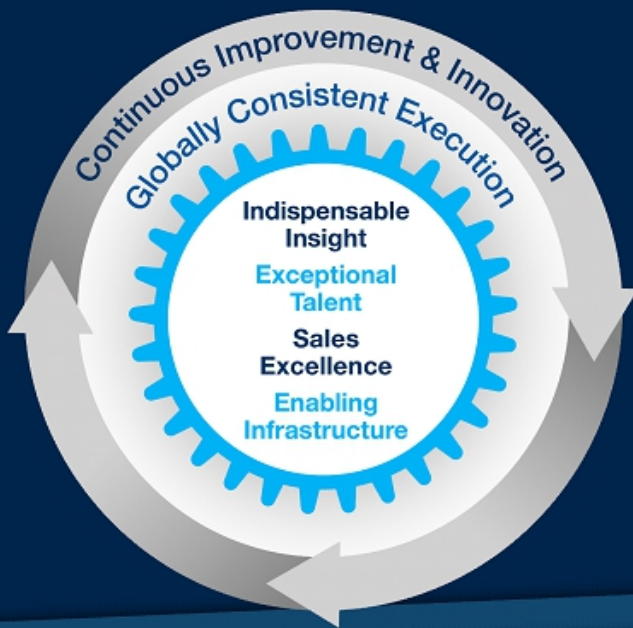 Continuous Improvement & Innovation
Globally Consistent Execution
Indispensable
Insight
Exceptional
Talent
Sales
Excellence
Enabling
Infrastructure